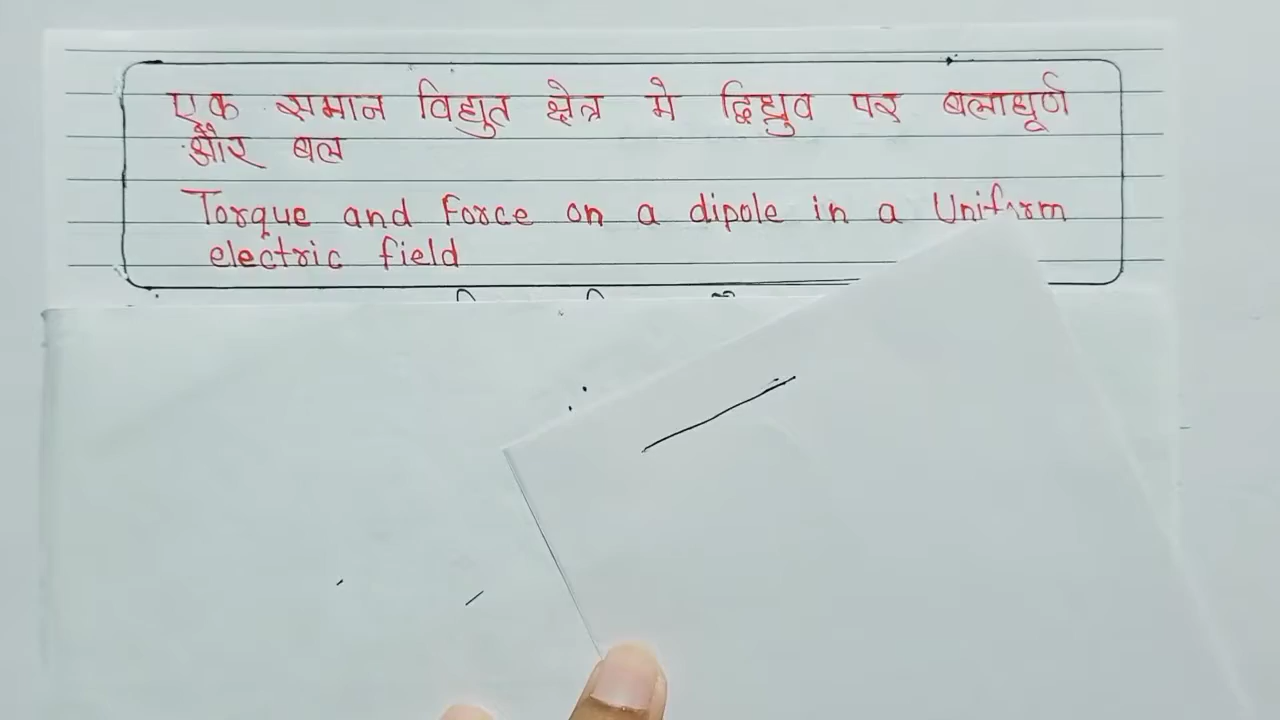 एक समान विद्युत क्षेत्र मे द्विध्रुव पर बलाघूर्ण
और बल
Torque and Force on a dipole in a Uniform
electric field